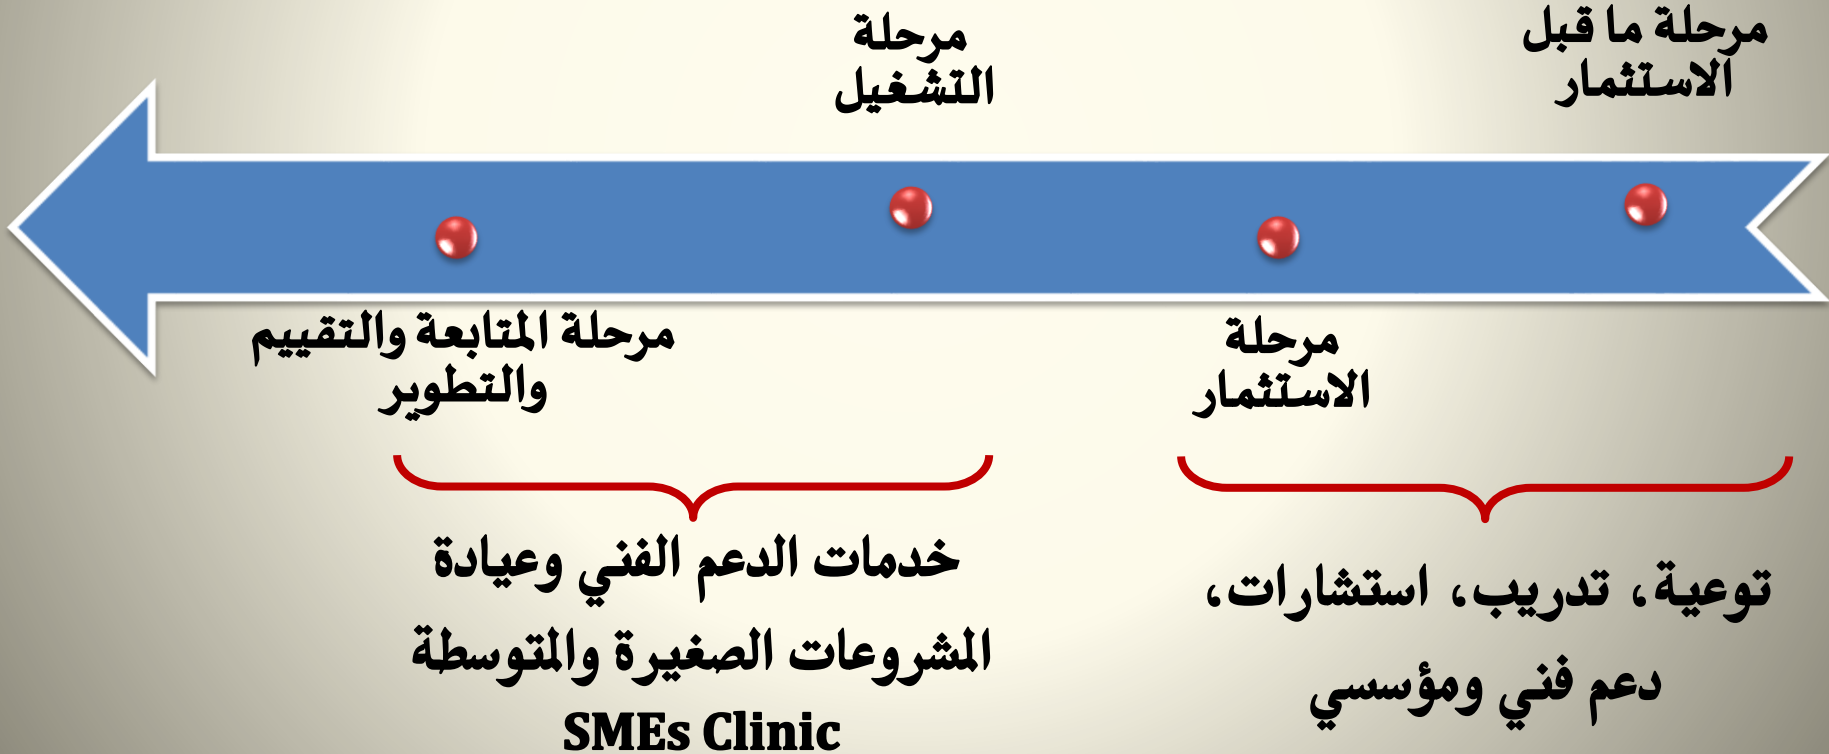 مرحلة ما قبل
الاستثمار
مرحلة
التشغيل
مرحلة
الاستثمار
مرحلة المتابعة والتقييم
والتطوير
توعية، تدريب، استشارات،
دعم فني ومؤسسي
خدمات الدعم الفني وعيادة
المشروعات الصغيرة والمتوسطة
SMEs Clinic